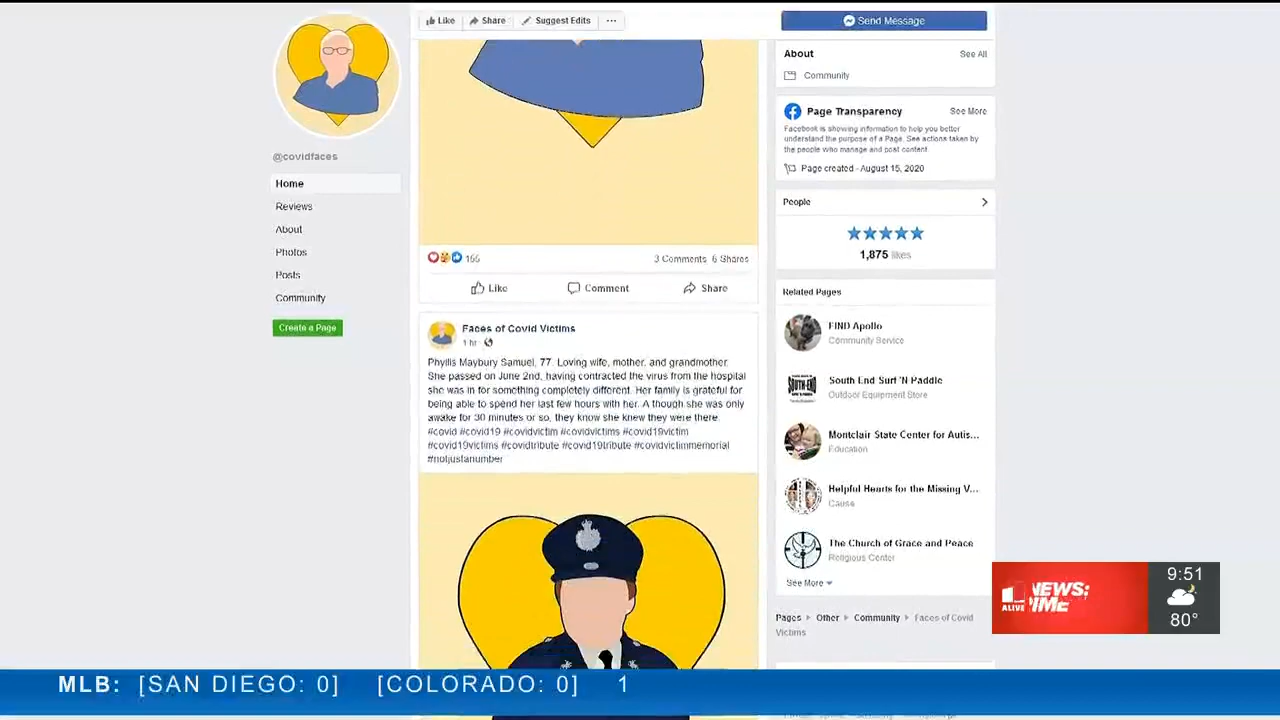 Like Share Suggest Edits ...
Send Message
@covidfaces
Home
Reviews
About
Photos
Posts
Community
Create a Page
165
3 Comments 6 Shares
Like Comment Share
Faces of Covid Victims
1 hr
Phyllis Maybury Samuel, 77. Loving wife, mother, and grandmother.
She passed on June 2nd, having contracted the virus from the hospital
she was in for something completely different. Her family is grateful for
being able to spend her last few hours with her. A though she was only
awake for 30 minutes or so, they know she knew they were there.
#covid #covid19 #covidvictim #covidvictims #covid19victim
#covid19victims #covidtribute #covid19tribute #covidvictimmemorial
#notjustanumber
About
See All
Community
Page Transparency See More
Facebook is showing information to help you better
understand the purpose of a Page. See actions taken by
the people who manage and post content.
Page created - August 15, 2020
People
1,875 likes
Related Pages
FIND Apollo
Community Service
South End Surf 'N Paddle
Outdoor Equipment Store
Montclair State Center for Autis...
Education
Helpful Hearts for the Missing V...
Cause
The Church of Grace and Peace
Religious Center
See More
Pages Other Community Faces of Covid
Victims
ALIVE
NEWS:
9:51
80°
MLB: [SAN DIEGO: 0] [COLORADO: 0] 1